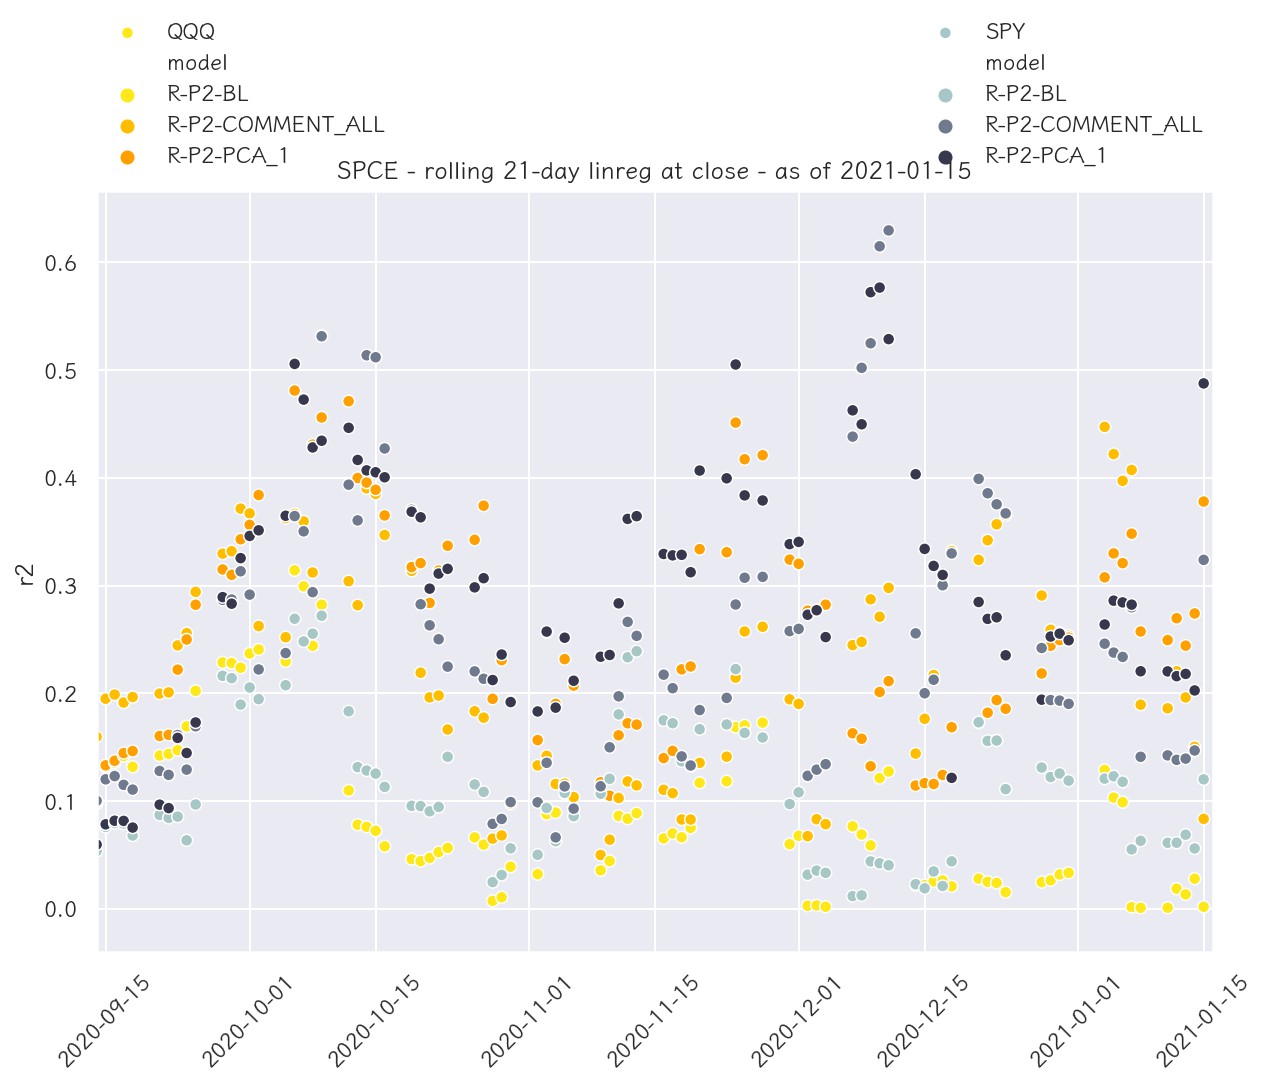 QQQ
model
R-P2-BL
R-P2-COMMENT_ALL
R-P2-PCA_1
SPY
model
R-P2-BL
R-P2-COMMENT_ALL
R-P2-PCA_1
SPCE - rolling 21-day linreg at close - as of 2021-01-15
r2
0.6
0.5
0.4
0.3
0.2
0.1
0.0
2020-09-15
2020-10-01
2020-10-15
2020-11-01
2020-11-15
2020-12-01
2020-12-15
2021-01-01
2021-01-15